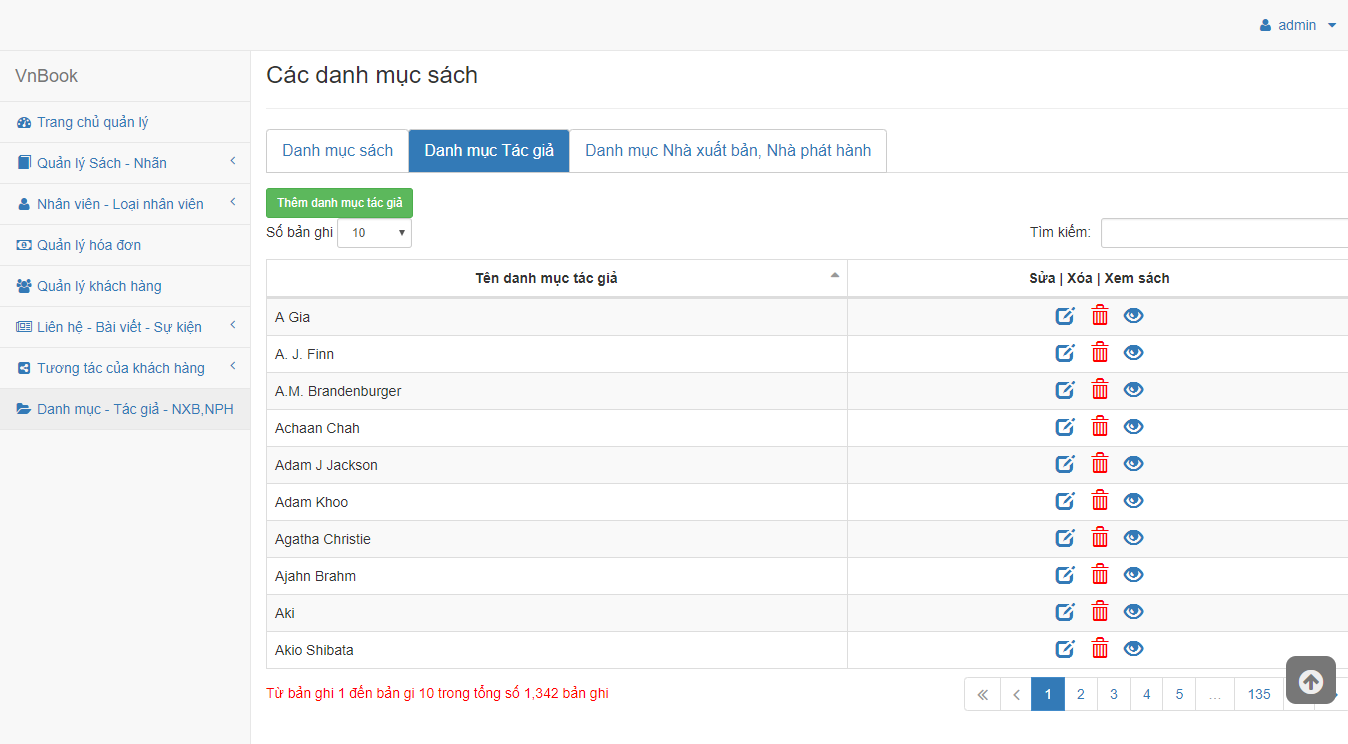 admin
VnBook
Trang chủ quản lý
Quản lý Sách - Nhãn
Nhân viên - Loại nhân viên
Quản lý hóa đơn
Quản lý khách hàng
Liên hệ - Bài viết - Sự kiện
Tương tác của khách hàng
Danh mục - Tác giả - NXB,NPH
Các danh mục sách
Danh mục sách Danh mục Tác giả Danh mục Nhà xuất bản, Nhà phát hành
Thêm danh mục tác giả
Số bản ghi 10 Tìm kiếm:
Tên danh mục tác giả Sửa | Xóa | Xem sách
A Gia
A. J. Finn
A.M. Brandenburger
Achaan Chah
Adam J Jackson
Adam Khoo
Agatha Christie
Ajahn Brahm
Aki
Akio Shibata
Từ bản ghi 1 đến bản gi 10 trong tổng số 1,342 bản ghi
« ‹ 1 2 3 4 5 ... 135